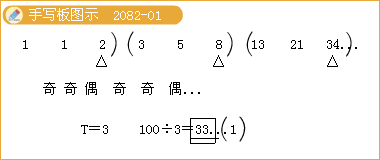 手写板图示 2082-01
1 1 2) (3 5 8) (13 21 34...
△ △ △
奇 奇 偶 奇 奇 偶...
T=3 100÷3=33...(1)